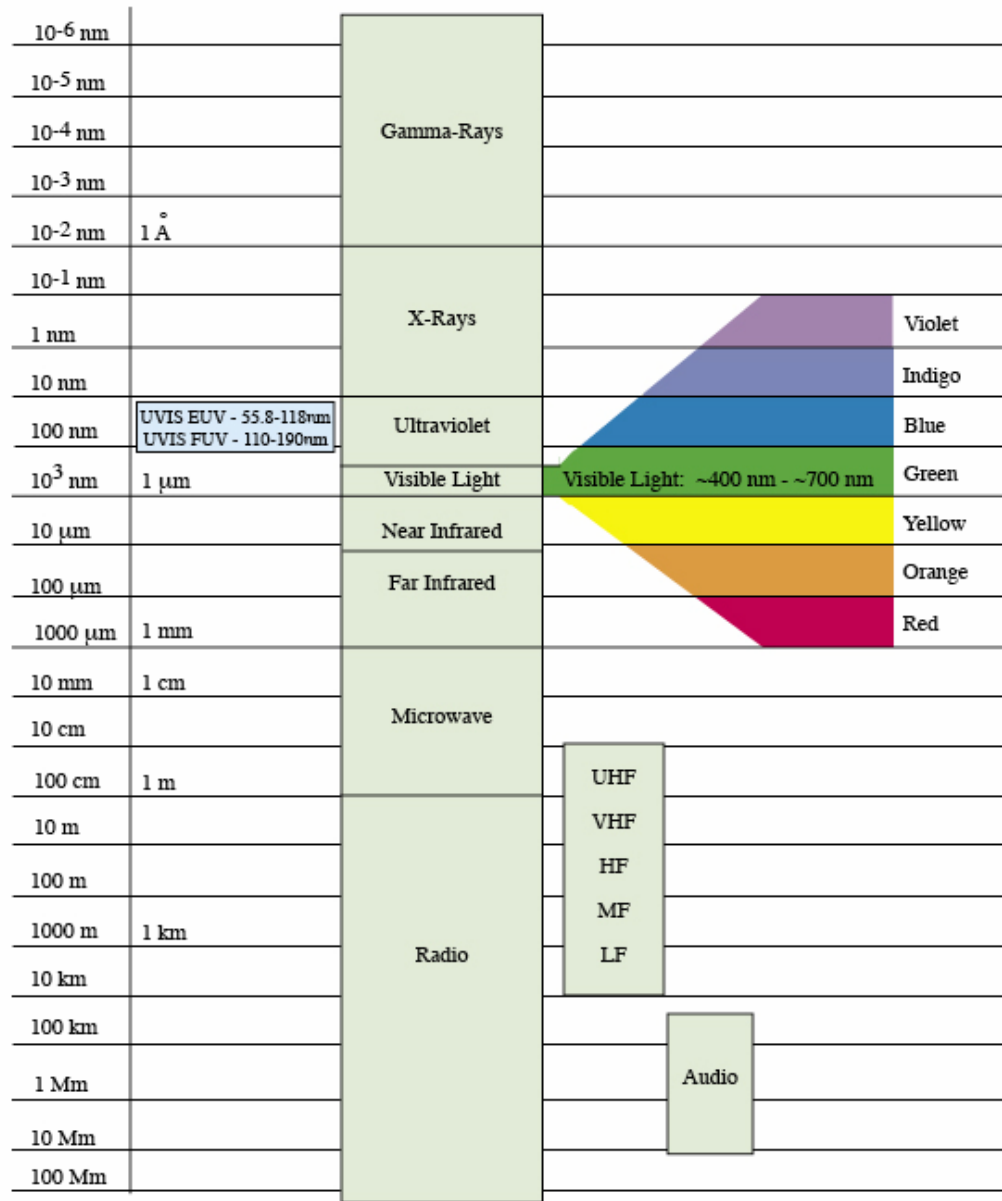 10-6 nm
10-5 nm
10-4 nm
Gamma-Rays
10-3 nm
10-2 nm 1 Å
10-1 nm
X-Rays
1 nm Violet
10 nm Indigo
UVIS EUV - 55.8-118nm
UVIS FUV - 110-190nm
100 nm Ultraviolet Blue
10³ nm 1 μm Visible Light Visible Light: ~400 nm - ~700 nm Green
10 μm Near Infrared Yellow
100 μm Far Infrared Orange
1000 μm 1 mm Red
10 mm 1 cm
10 cm Microwave
100 cm 1 m UHF
10 m VHF
100 m HF
1000 m 1 km MF
Radio LF
10 km
100 km
1 Mm Audio
10 Mm
100 Mm